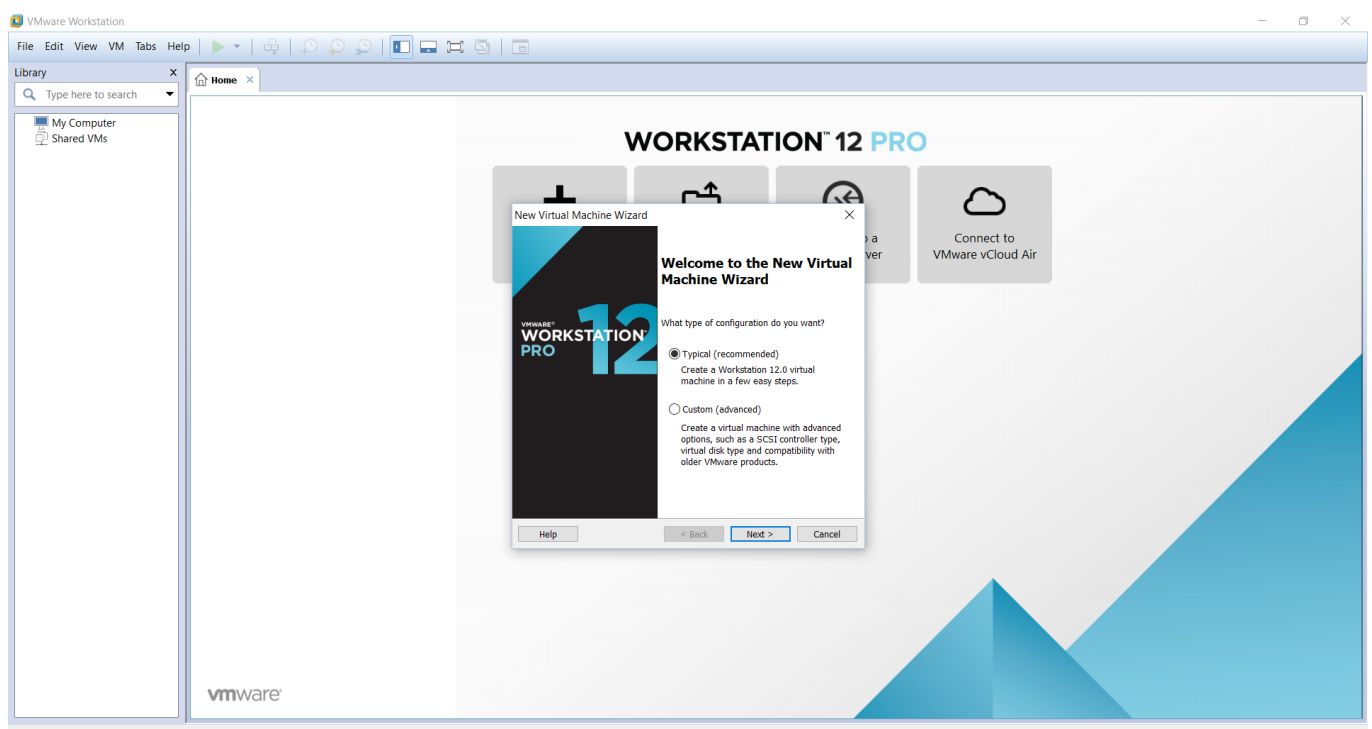 VMware Workstation
File Edit View VM Tabs Help
Library x
Home ×
Type here to search
My Computer
Shared VMs
WORKSTATION™ 12 PRO
Connect to
VMware vCloud Air
a
ver
New Virtual Machine Wizard
VMWARE®
WORKSTATION
PRO
12
Welcome to the New Virtual
Machine Wizard
What type of configuration do you want?
Typical (recommended)
Create a Workstation 12.0 virtual
machine in a few easy steps.
Custom (advanced)
Create a virtual machine with advanced
options, such as a SCSI controller type,
virtual disk type and compatibility with
older VMware products.
Help < Back Next > Cancel
vmware